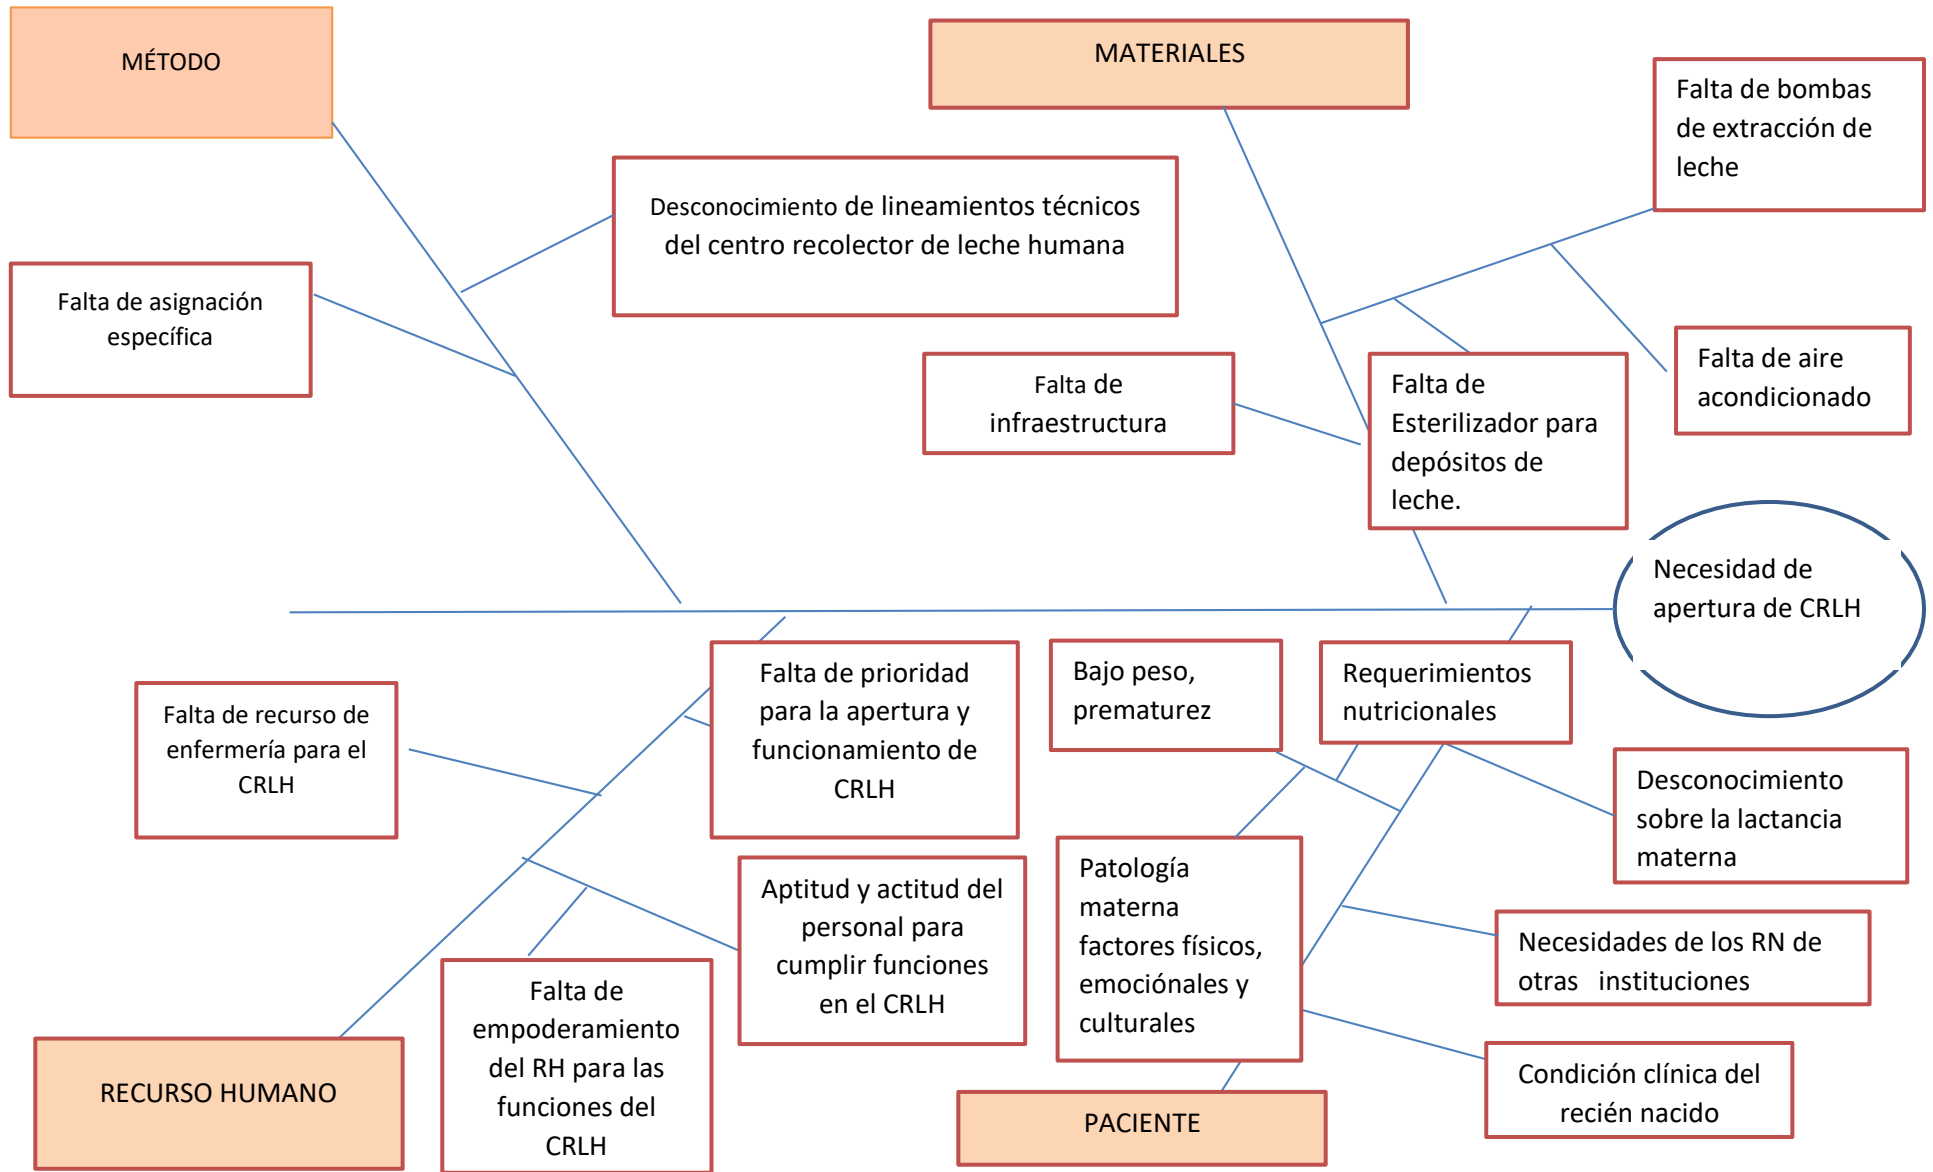 MÉTODO
MATERIALES
Falta de bombas
de extracción de
leche
Desconocimiento de lineamientos técnicos
del centro recolector de leche humana
Falta de asignación
específica
Falta de
infraestructura
Falta de
Esterilizador para
depósitos de
leche.
Falta de aire
acondicionado
Necesidad de
apertura de CRLH
Falta de recurso de
enfermería para el
CRLH
Falta de prioridad
para la apertura y
funcionamiento de
CRLH
Bajo peso,
prematurez
Requerimientos
nutricionales
Desconocimiento
sobre la lactancia
materna
Aptitud y actitud del
personal para
cumplir funciones
en el CRLH
Patología
materna
factores físicos,
emociónales y
culturales
Necesidades de los RN de
otras instituciones
Falta de
empoderamiento
del RH para las
funciones del
CRLH
Condición clínica del
recién nacido
RECURSO HUMANO
PACIENTE